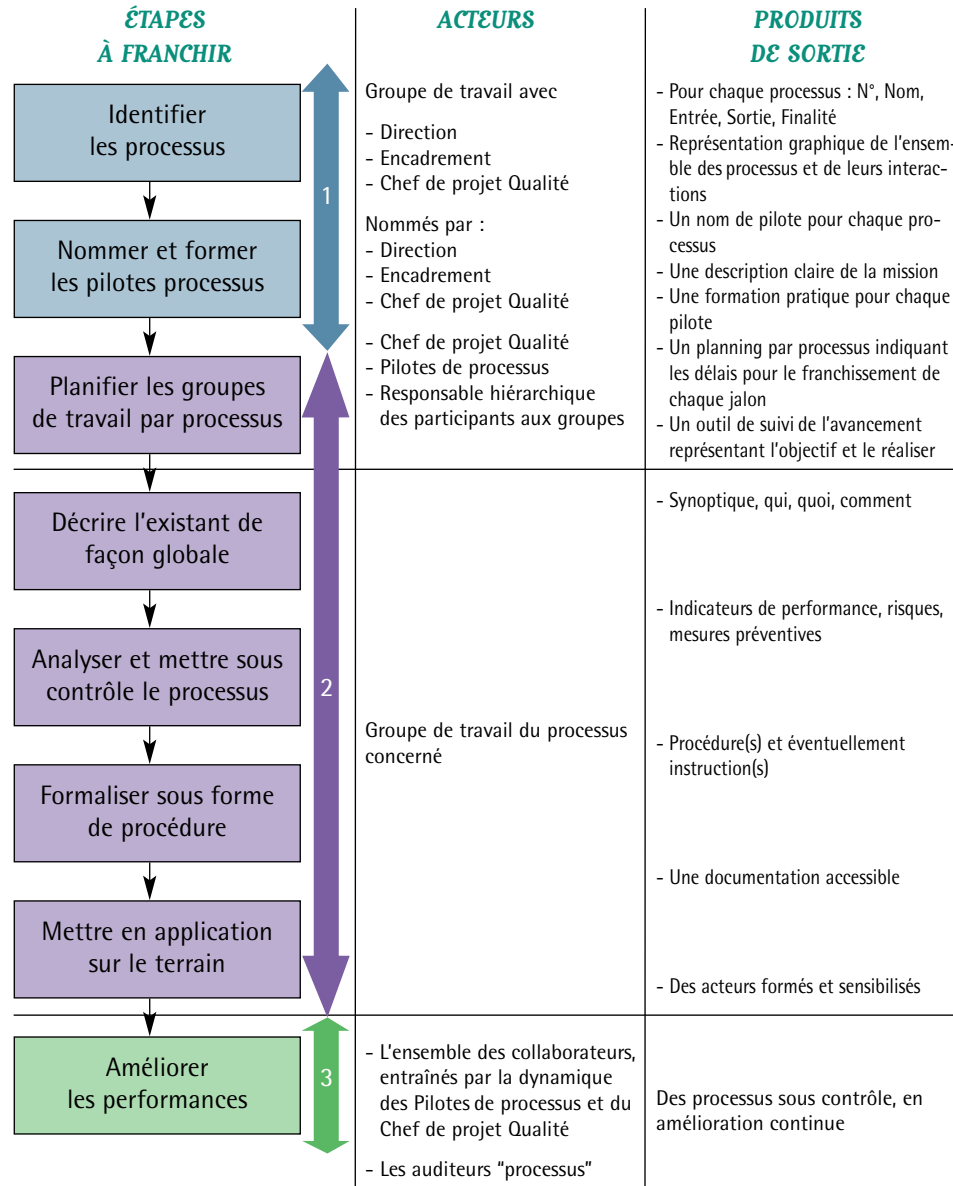 ÉTAPES
À FRANCHIR
ACTEURS
PRODUITS
DE SORTIE
Identifier
les processus
Nommer et former
les pilotes processus
Planifier les groupes
de travail par processus
Décrire l'existant de
façon globale
Analyser et mettre sous
contrôle le processus
Formaliser sous forme
de procédure
Mettre en application
sur le terrain
Améliorer
les performances
1
2
3
Groupe de travail avec
- Direction
- Encadrement
- Chef de projet Qualité
Nommés par :
- Direction
- Encadrement
- Chef de projet Qualité
- Chef de projet Qualité
- Pilotes de processus
- Responsable hiérarchique
des participants aux groupes
Groupe de travail du processus
concerné
- L'ensemble des collaborateurs,
entraînés par la dynamique
des Pilotes de processus et du
Chef de projet Qualité
- Les auditeurs "processus"
- Pour chaque processus : N°, Nom,
Entrée, Sortie, Finalité
- Représentation graphique de l'ensem-
ble des processus et de leurs interac-
tions
- Un nom de pilote pour chaque pro-
cessus
- Une description claire de la mission
- Une formation pratique pour chaque
pilote
- Un planning par processus indiquant
les délais pour le franchissement de
chaque jalon
- Un outil de suivi de l'avancement
représentant l'objectif et le réaliser
- Synoptique, qui, quoi, comment
- Indicateurs de performance, risques,
mesures préventives
- Procédure(s) et éventuellement
instruction(s)
- Une documentation accessible
- Des acteurs formés et sensibilisés
Des processus sous contrôle, en
amélioration continue